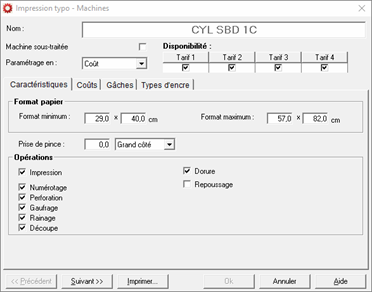 Impression typo - Machines
Nom : CYL SBD 1C
Machine sous-traitée
Disponibilité :
Paramétrage en : Coût
Tarif 1 Tarif 2 Tarif 3 Tarif 4
Caractéristiques Coûts Gâches Types d'encre
Format papier
Format minimum : 29,0 x 40,0 cm Format maximum : 57,0 x 82,0 cm
Prise de pince : 0,0 Grand côté
Opérations
Impression Dorure
Numérotage Repoussage
Perforation
Gaufrage
Rainage
Découpe
<< Précédent Suivant >> Imprimer... Ok Annuler Aide